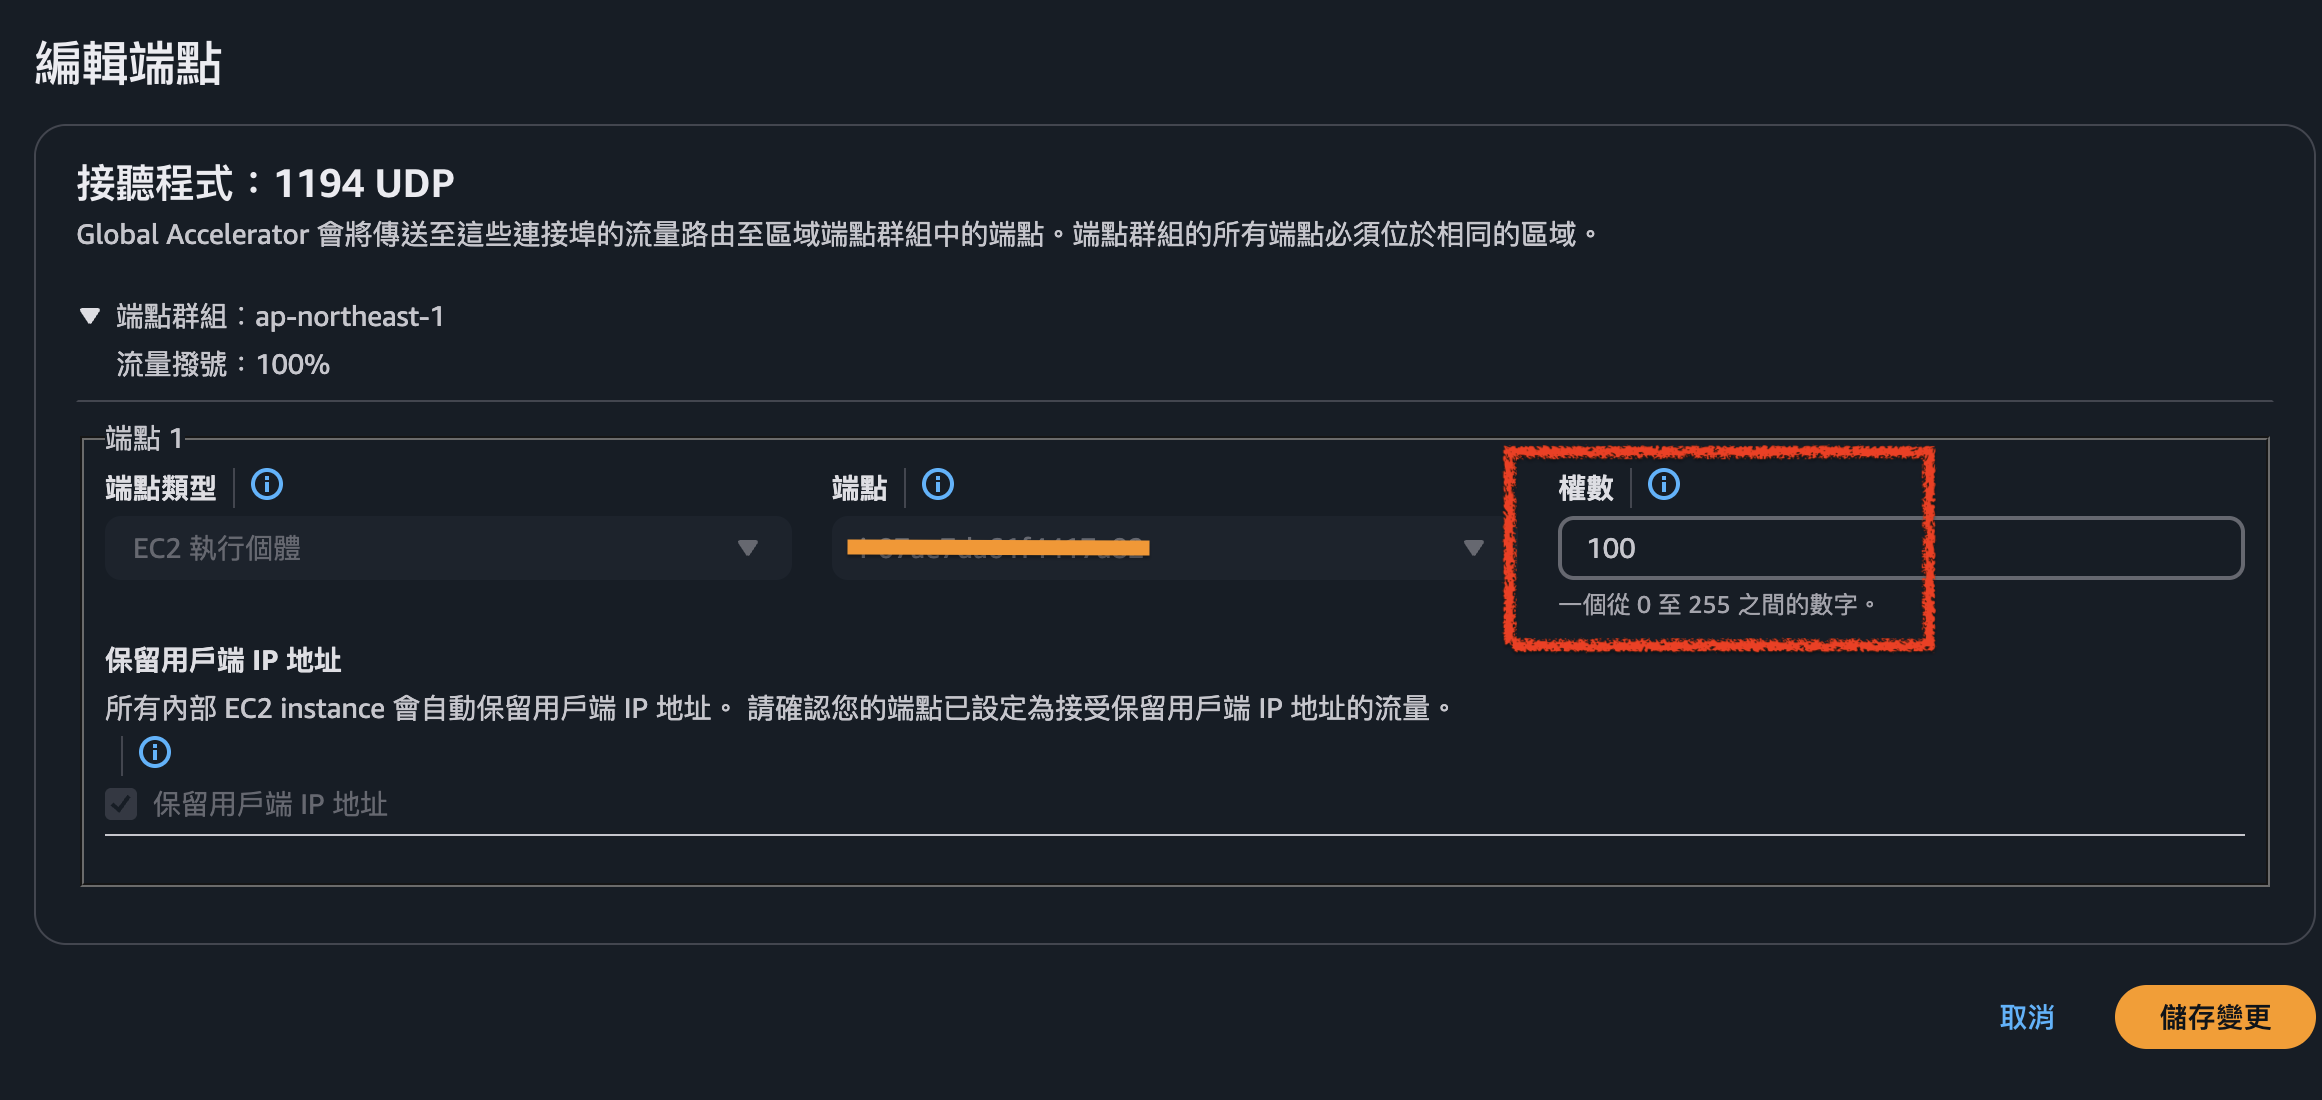 編輯端點
接聽程式：1194 UDP
Global Accelerator 會將傳送至這些連接埠的流量路由至區域端點群組中的端點。端點群組的所有端點必須位於相同的區域。
端點群組：ap-northeast-1
流量撥號：100%
端點 1
端點類型
端點
權數
EC2 執行個體
100
一個從 0 至 255 之間的數字。
保留用戶端 IP 地址
所有內部 EC2 instance 會自動保留用戶端 IP 地址。 請確認您的端點已設定為接受保留用戶端 IP 地址的流量。
保留用戶端 IP 地址
取消
儲存變更